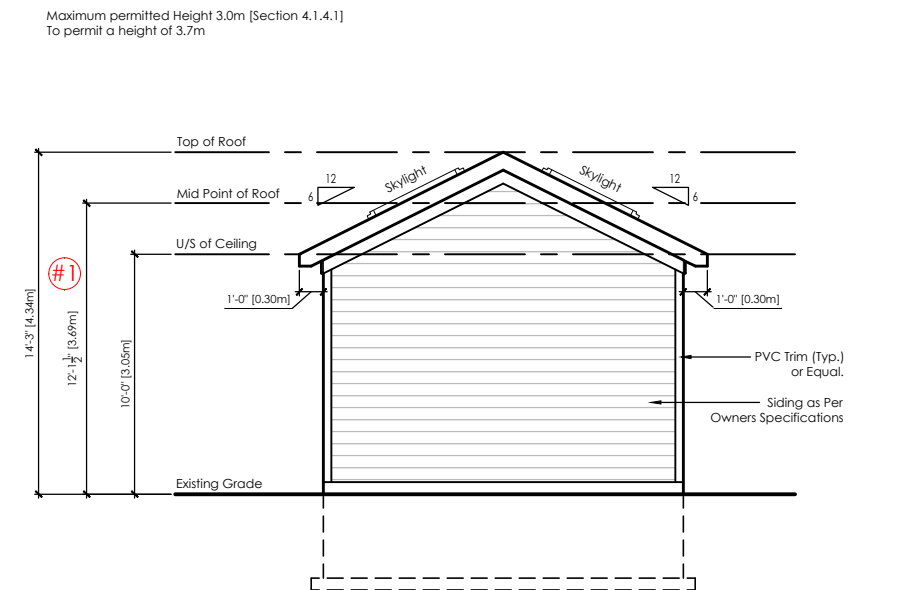 Maximum permitted Height 3.0m [Section 4.1.4.1]
To permit a height of 3.7m
Top of Roof
12
Skylight
Skylight
12
6
6
Mid Point of Roof
U/S of Ceiling
#1
1'-0" [0.30m]
1'-0" [0.30m]
14'-3" [4.34m]
12'-1 1/2" [3.69m]
10'-0" [3.05m]
PVC Trim (Typ.)
or Equal.
Siding as Per
Owners Specifications
Existing Grade